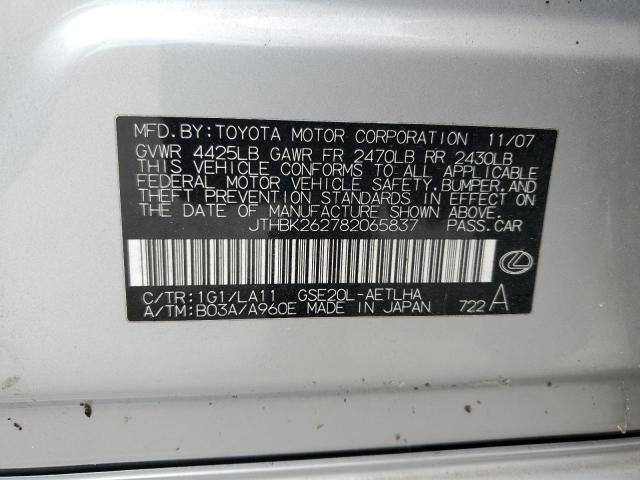 MFD. BY: TOYOTA MOTOR CORPORATION 11/07
GVWR 4425LB GAWR FR 2470LB RR 2430LB
THIS VEHICLE CONFORMS TO ALL APPLICABLE
FEDERAL MOTOR VEHICLE SAFETY, BUMPER, AND
THEFT PREVENTION STANDARDS IN EFFECT ON
THE DATE OF MANUFACTURE SHOWN ABOVE.
JTHBK262782065837 PASS.CAR
C/TR:1G1/LA11 GSE20L-AETLHA
A/TM:B03A/A960E MADE IN JAPAN 722 A